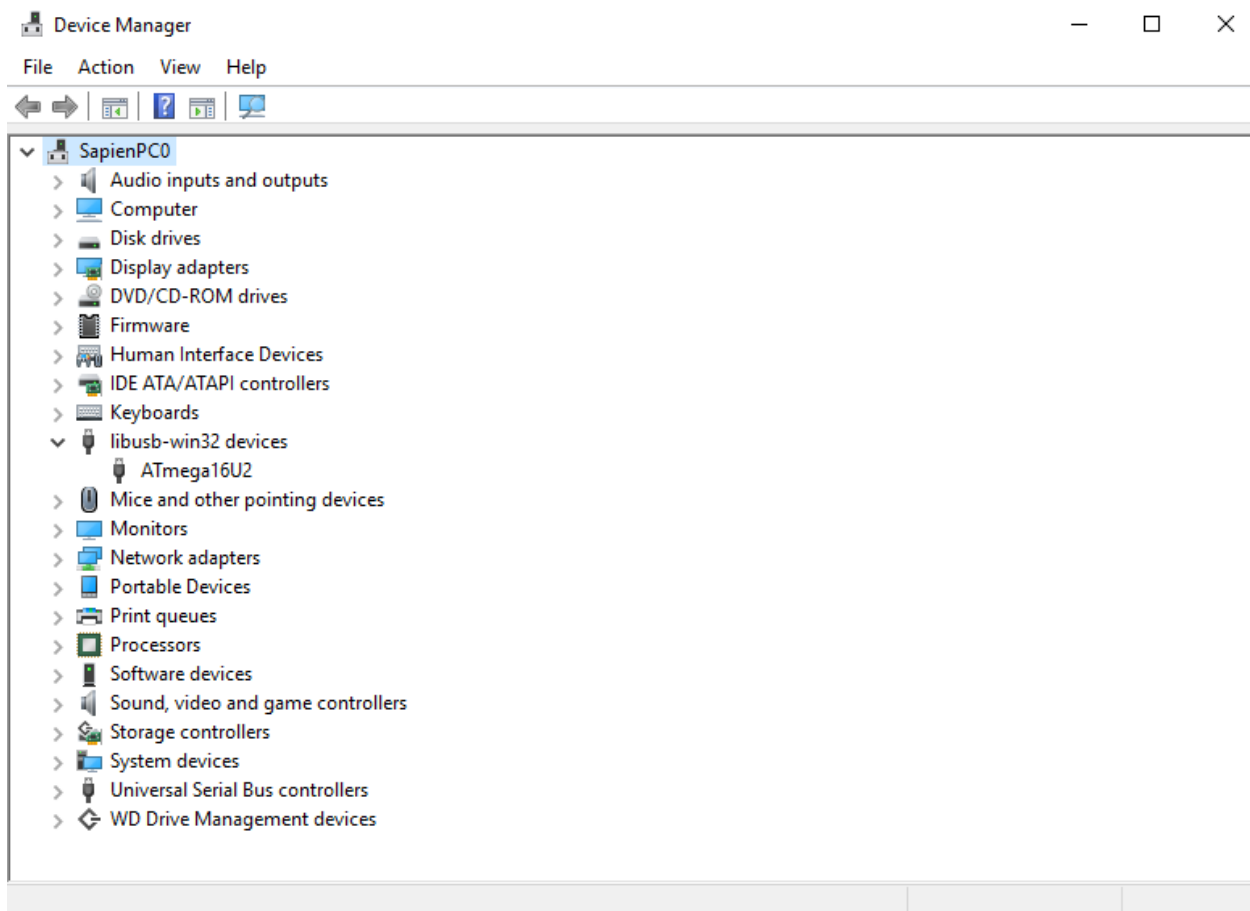 Device Manager
File Action View Help
?
SapienPC0
Audio inputs and outputs
Computer
Disk drives
Display adapters
DVD/CD-ROM drives
Firmware
Human Interface Devices
IDE ATA/ATAPI controllers
Keyboards
libusb-win32 devices
ATmega16U2
Mice and other pointing devices
Monitors
Network adapters
Portable Devices
Print queues
Processors
Software devices
Sound, video and game controllers
Storage controllers
System devices
Universal Serial Bus controllers
WD Drive Management devices